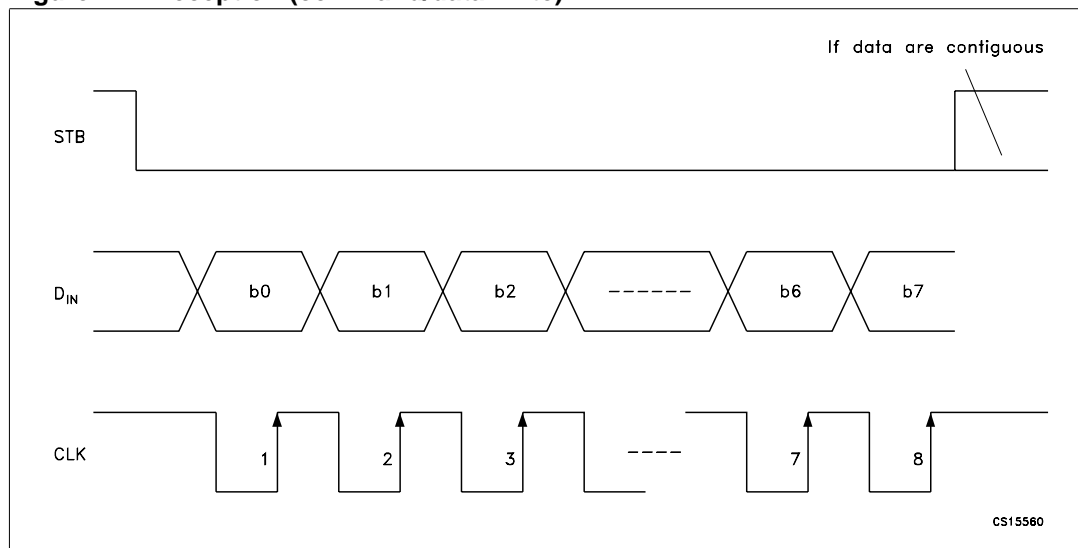 If data are contiguous
STB
D_IN
b0 b1 b2 ------ b6 b7
CLK
1 2 3 ---- 7 8
CS15560